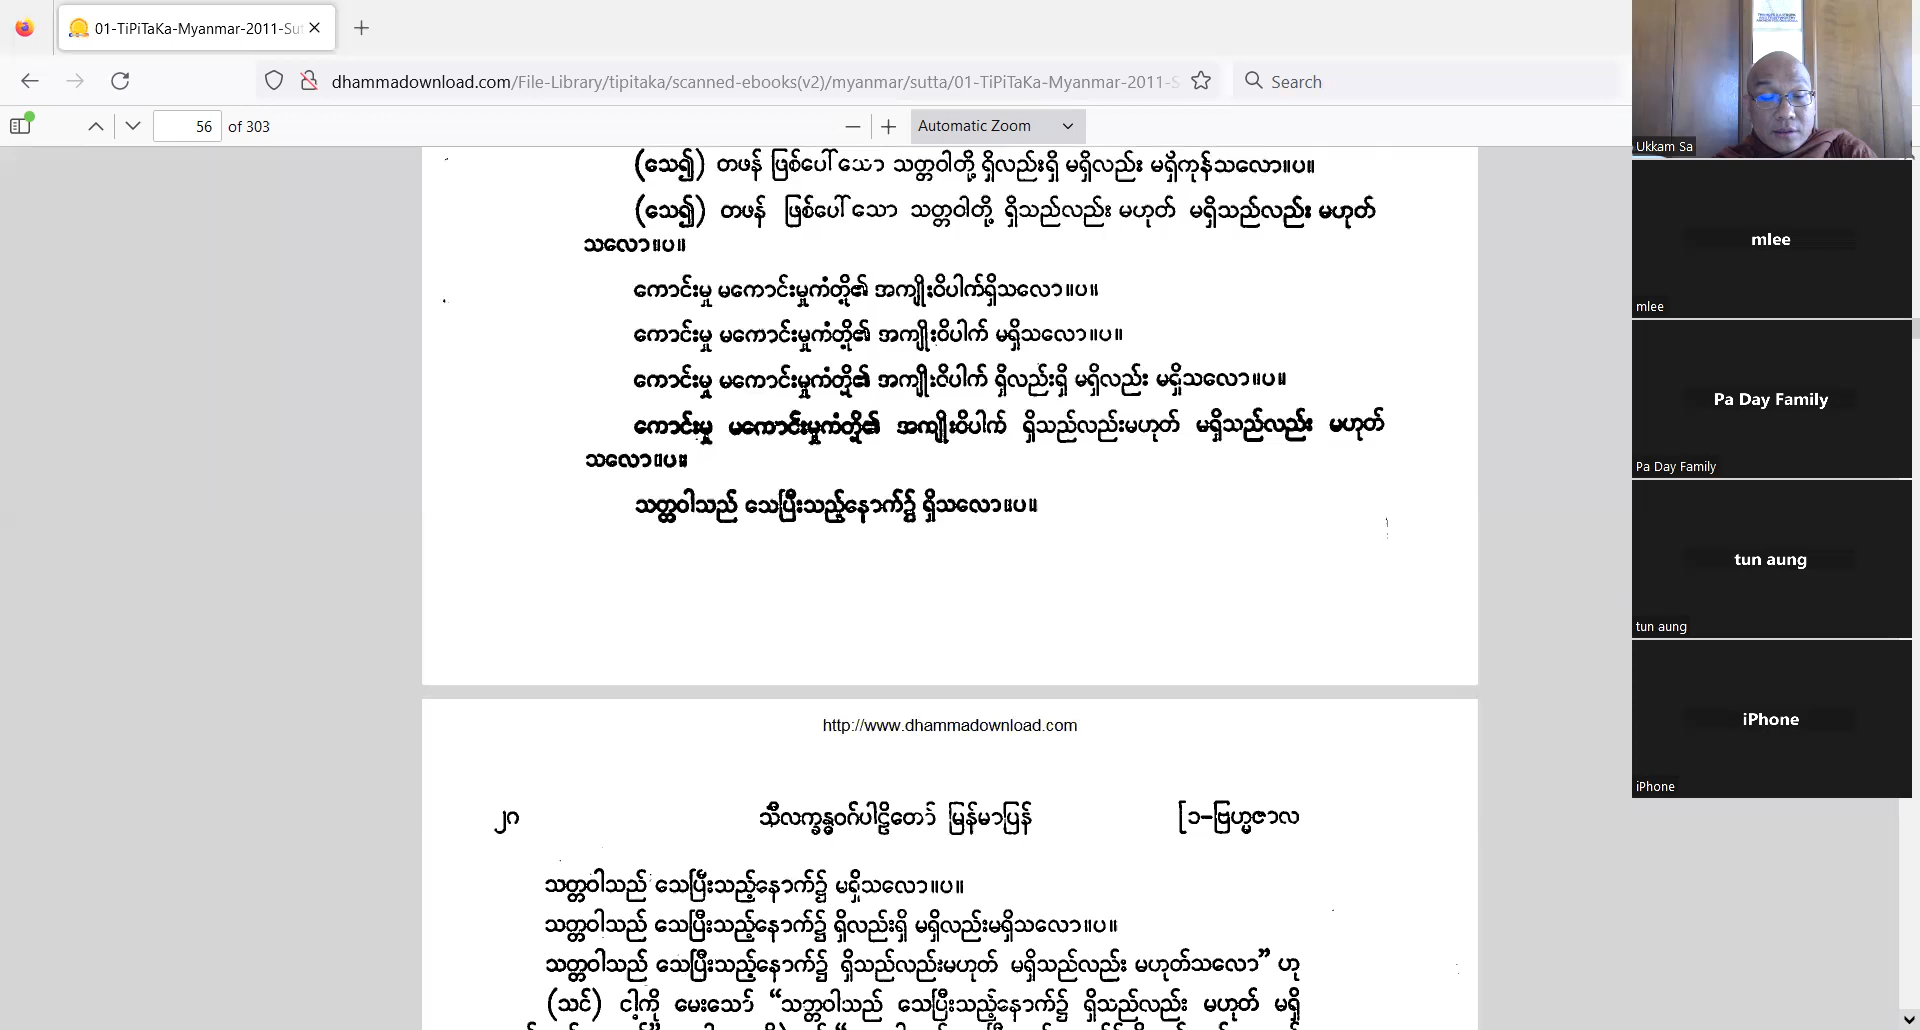 01-TiPiTaKa-Myanmar-2011-Sut
dhammadownload.com/File-Library/tipitaka/scanned-ebooks(v2)/myanmar/sutta/01-TiPiTaKa-Myanmar-2011-S
Search
56 of 303
Automatic Zoom
(သေ၍) တဖန် ဖြစ်ပေါ်သော သတ္တဝါတို့ ရှိလည်းရှိ မရှိလည်း မရှိကုန်သလော။ပ။
(သေ၍) တဖန် ဖြစ်ပေါ်သော သတ္တဝါတို့ ရှိသည်လည်း မဟုတ် မရှိသည်လည်း မဟုတ်
သလော။ပ။
ကောင်းမှု မကောင်းမှုကံတို့၏ အကျိုးဝိပါက်ရှိသလော။ပ။
ကောင်းမှု မကောင်းမှုကံတို့၏ အကျိုးဝိပါက် မရှိသလော။ပ။
ကောင်းမှု မကောင်းမှုကံတို့၏ အကျိုးဝိပါက် ရှိလည်းရှိ မရှိလည်း မရှိသလော။ပ။
ကောင်းမှု မကောင်းမှုကံတို့၏ အကျိုးဝိပါက် ရှိသည်လည်းမဟုတ် မရှိသည်လည်း မဟုတ်
သလော။ပ။
သတ္တဝါသည် သေပြီးသည့်နောက်၌ ရှိသလော။ပ။
http://www.dhammadownload.com
၂၈ သီလက္ခန္ဓဝဂ်ပါဠိတော် မြန်မာပြန် [၁-ဗြဟ္မဇာလ
သတ္တဝါသည် သေပြီးသည့်နောက်၌ မရှိသလော။ပ။
သတ္တဝါသည် သေပြီးသည့်နောက်၌ ရှိလည်းရှိ မရှိလည်းမရှိသလော။ပ။
သတ္တဝါသည် သေပြီးသည့်နောက်၌ ရှိသည်လည်းမဟုတ် မရှိသည်လည်း မဟုတ်သလော” ဟု
(သင်) ငါ့ကို မေးသော် “သတ္တဝါသည် သေပြီးသည့်နောက်၌ ရှိသည်လည်း မဟုတ် မရှိ
Ukkam Sa
mlee
mlee
Pa Day Family
Pa Day Family
tun aung
tun aung
iPhone
iPhone